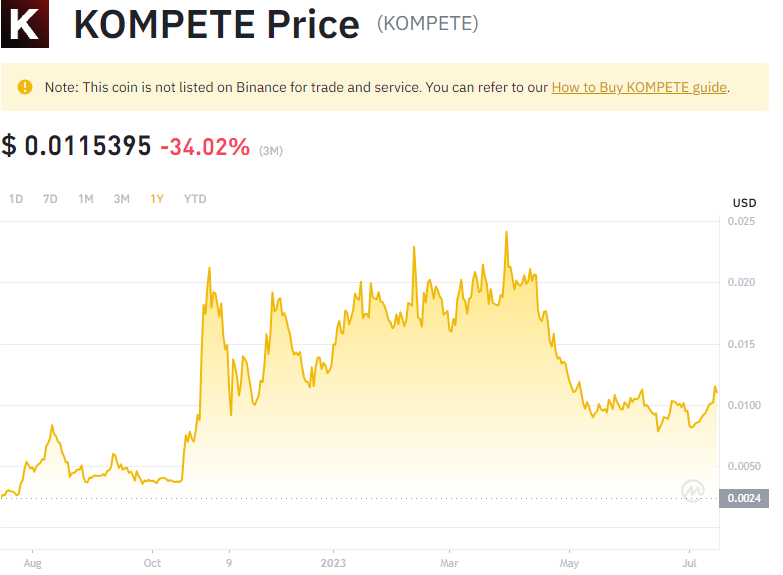 K KOMPETE Price (KOMPETE)
Note: This coin is not listed on Binance for trade and service. You can refer to our How to Buy KOMPETE guide.
$ 0.0115395 -34.02% (3M)
1D 7D 1M 3M 1Y YTD
USD
0.025
0.020
0.015
0.0100
0.0050
0.0024
Aug Oct 9 2023 Mar May Jul